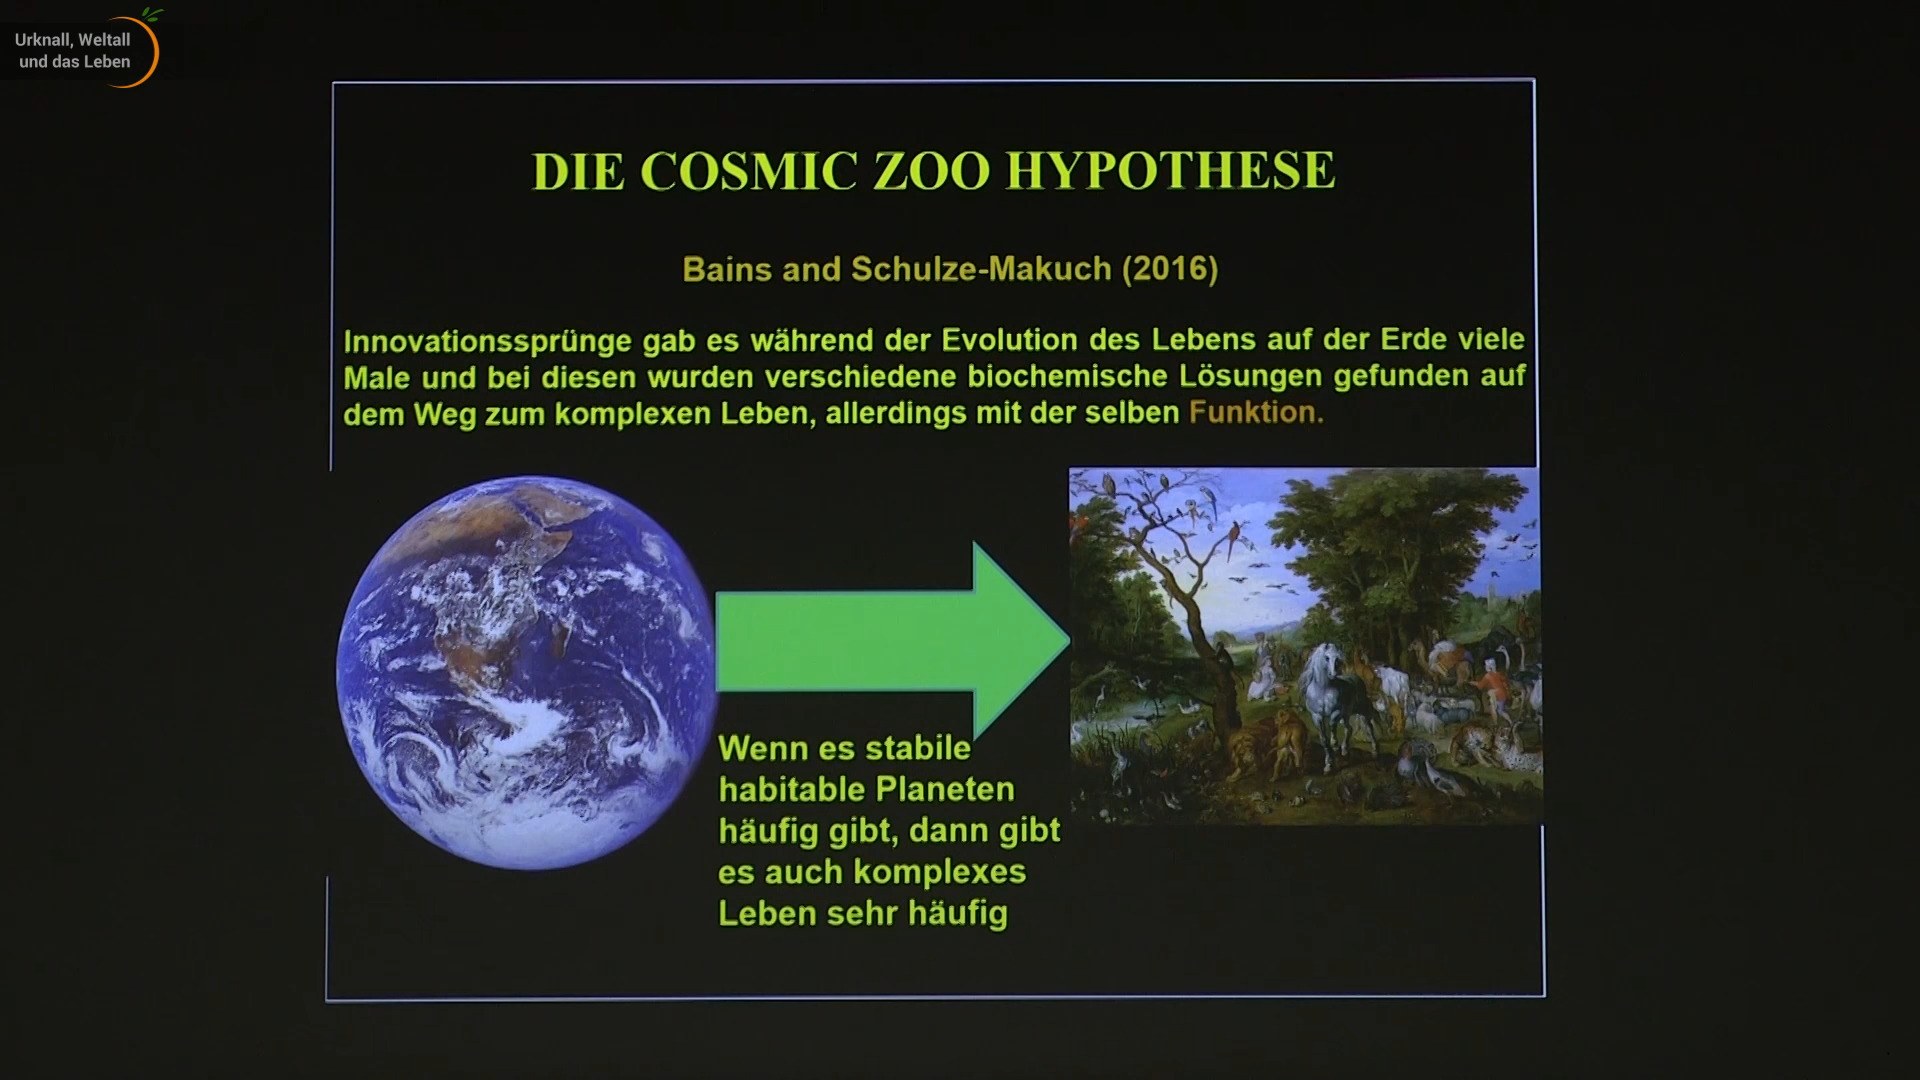 Urknall, Weltall
und das Leben
DIE COSMIC ZOO HYPOTHESE
Bains and Schulze-Makuch (2016)
Innovationssprünge gab es während der Evolution des Lebens auf der Erde viele
Male und bei diesen wurden verschiedene biochemische Lösungen gefunden auf
dem Weg zum komplexen Leben, allerdings mit der selben Funktion.
Wenn es stabile
habitable Planeten
häufig gibt, dann gibt
es auch komplexes
Leben sehr häufig